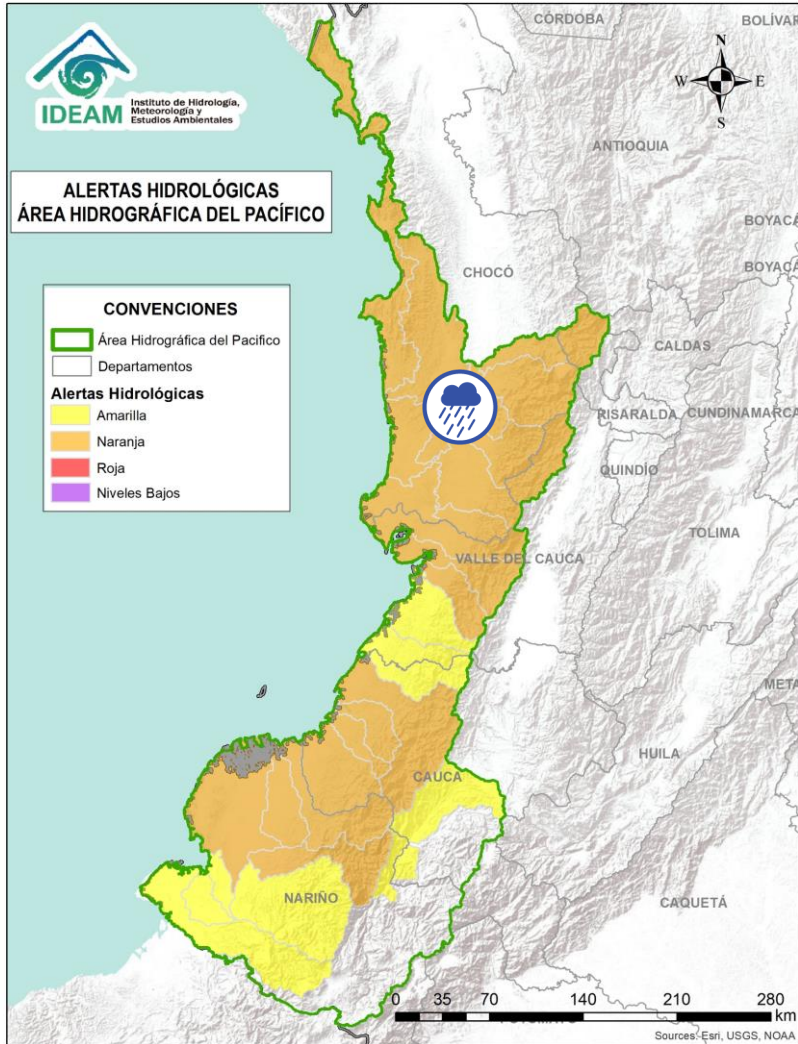 IDEAM
Instituto de Hidrología,
Meteorología y
Estudios Ambientales
ALERTAS HIDROLÓGICAS
ÁREA HIDROGRÁFICA DEL PACÍFICO
CONVENCIONES
Área Hidrográfica del Pacifico
Departamentos
Alertas Hidrológicas
Amarilla
Naranja
Roja
Niveles Bajos
N
W
E
S
CÓRDOBA
BOLÍVAR
ANTIOQUIA
BOYACÁ
BOYACÁ
CHOCÓ
CALDAS
RISARALDA
CUNDINAMARCA
QUINDÍO
TOLIMA
VALLE DEL CAUCA
META
HUILA
CAUCA
NARIÑO
CAQUETÁ
0 35 70 140 210 280
km
Sources: Esri, USGS, NOAA